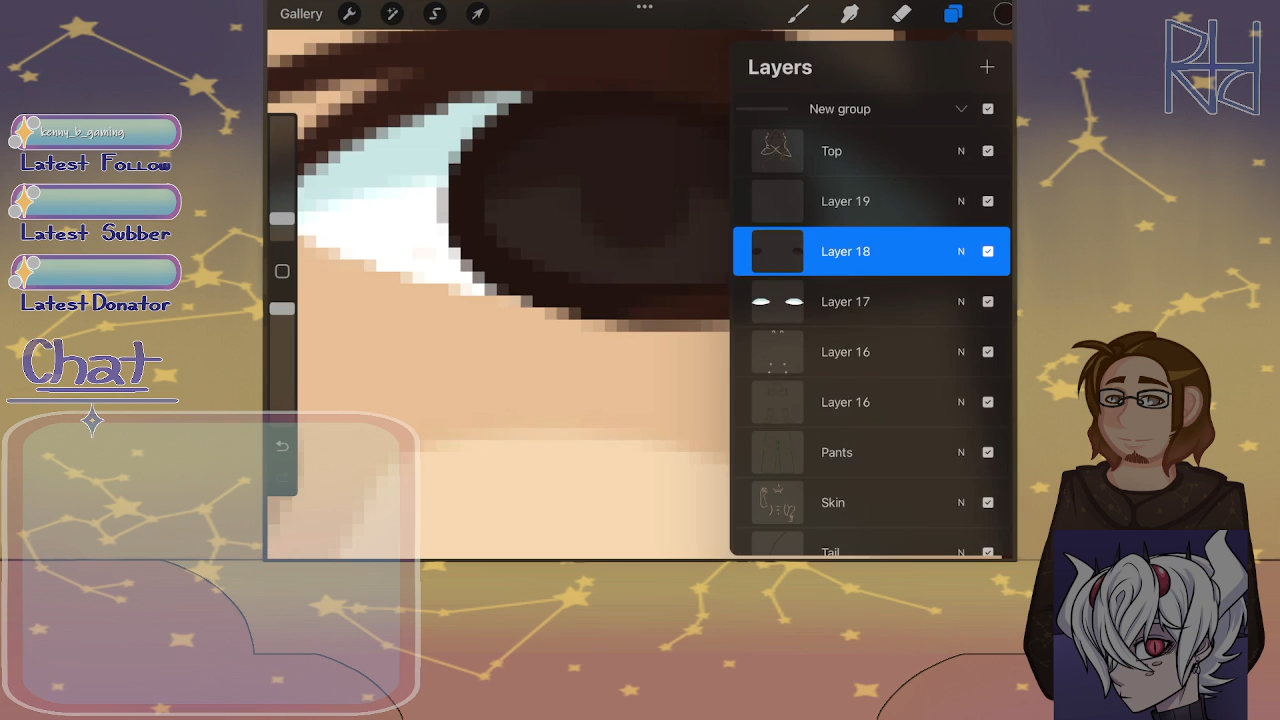 Gallery
Layers
New group
Top N
Layer 19 N
Layer 18 N
Layer 17 N
Layer 16 N
Layer 16 N
Pants N
Skin N
Tail N
kenny_b_gaming
Latest Follow
Latest Subber
Latest Donator
Chat